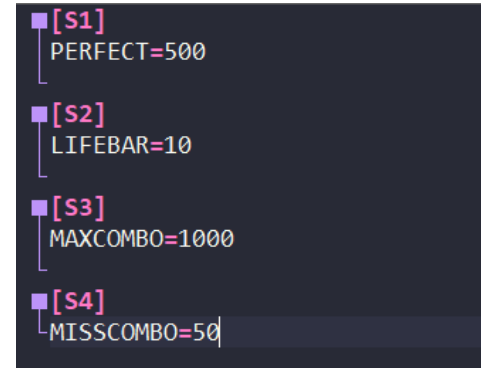 [S1]
PERFECT=500
[S2]
LIFEBAR=10
[S3]
MAXCOMBO=1000
[S4]
MISSCOMBO=50